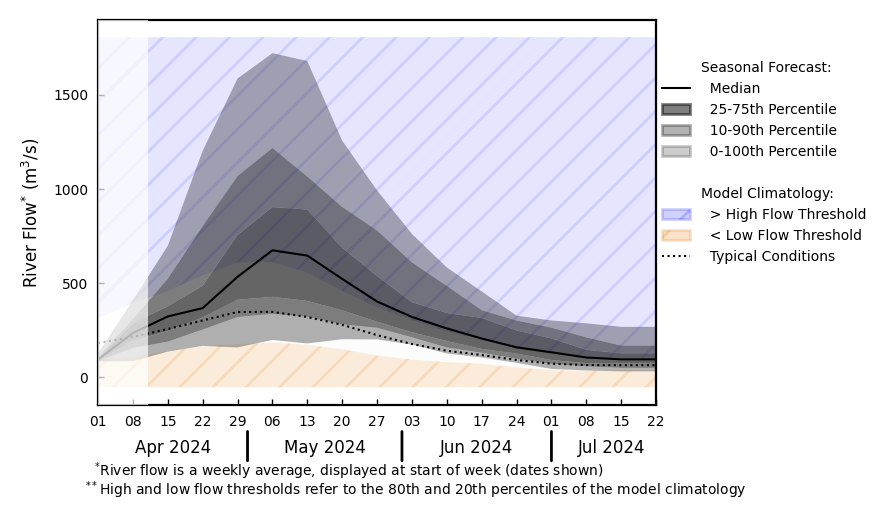 Seasonal Forecast:
Median
25-75th Percentile
10-90th Percentile
0-100th Percentile
Model Climatology:
> High Flow Threshold
< Low Flow Threshold
Typical Conditions
River Flow* (m³/s)
1500
1000
500
0
01 08 15 22 29 06 13 20 27 03 10 17 24 01 08 15 22
Apr 2024 May 2024 Jun 2024 Jul 2024
*River flow is a weekly average, displayed at start of week (dates shown)
**High and low flow thresholds refer to the 80th and 20th percentiles of the model climatology